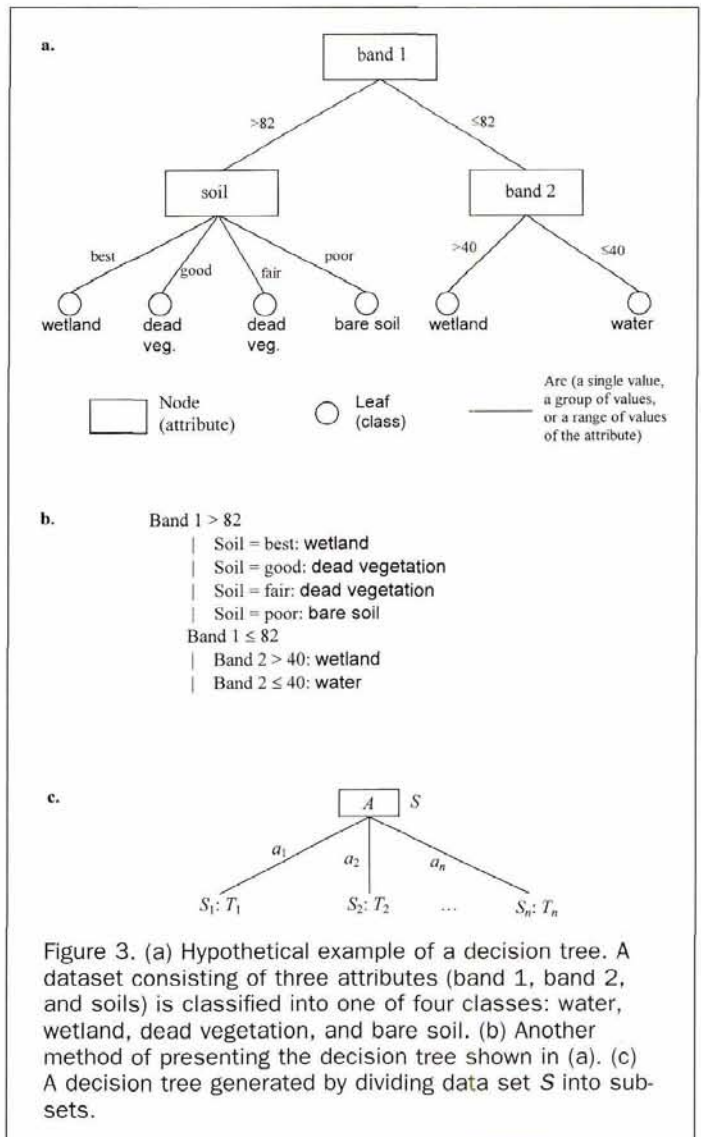 a.
band 1
>82
≤82
soil
band 2
best
good
fair
poor
>40
≤40
wetland
dead
veg.
dead
veg.
bare soil
wetland
water
Node
(attribute)
Leaf
(class)
Arc (a single value,
a group of values,
or a range of values
of the attribute)
b.
Band 1 > 82
| Soil = best: wetland
| Soil = good: dead vegetation
| Soil = fair: dead vegetation
| Soil = poor: bare soil
Band 1 ≤ 82
| Band 2 > 40: wetland
| Band 2 ≤ 40: water
c.
A S
a1
a2
an
S1: T1 S2: T2 ... Sn: Tn
Figure 3. (a) Hypothetical example of a decision tree. A
dataset consisting of three attributes (band 1, band 2,
and soils) is classified into one of four classes: water,
wetland, dead vegetation, and bare soil. (b) Another
method of presenting the decision tree shown in (a). (c)
A decision tree generated by dividing data set S into sub-
sets.